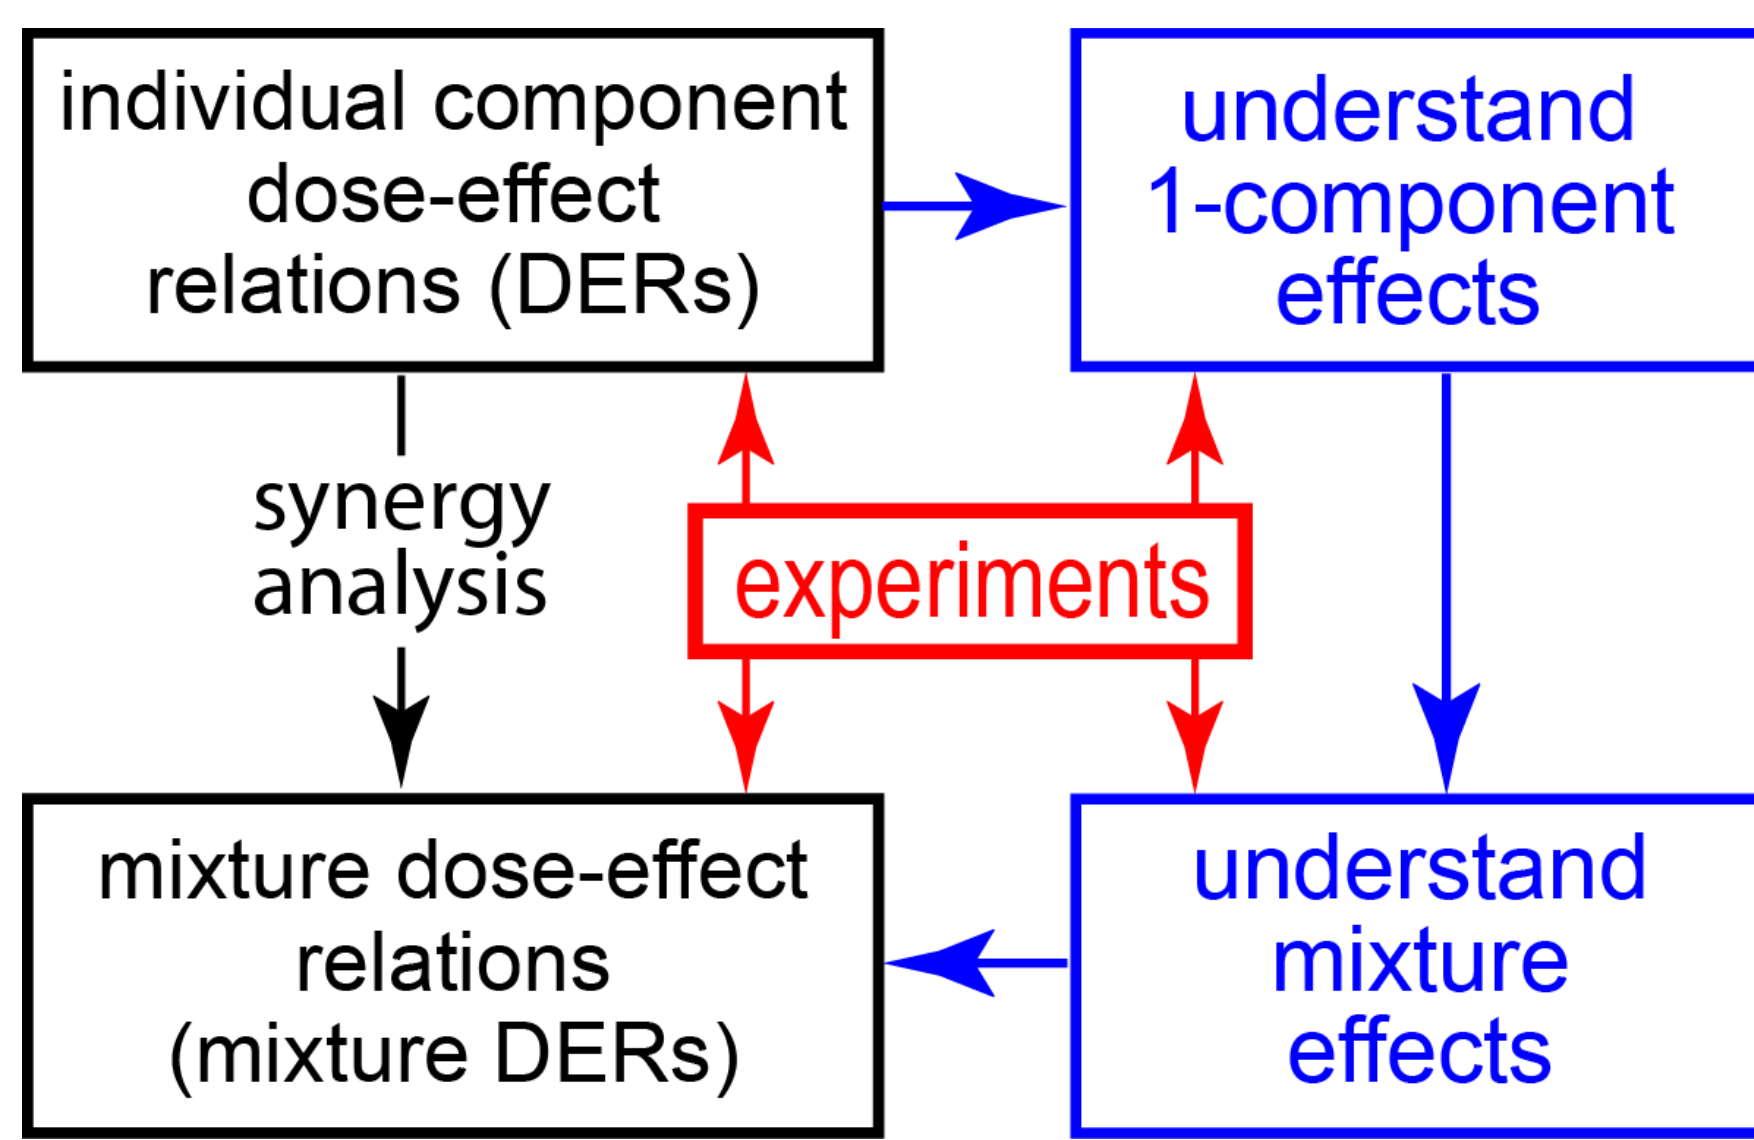 individual component
dose-effect
relations (DERs)
understand
1-component
effects
synergy
analysis
experiments
mixture dose-effect
relations
(mixture DERs)
understand
mixture
effects